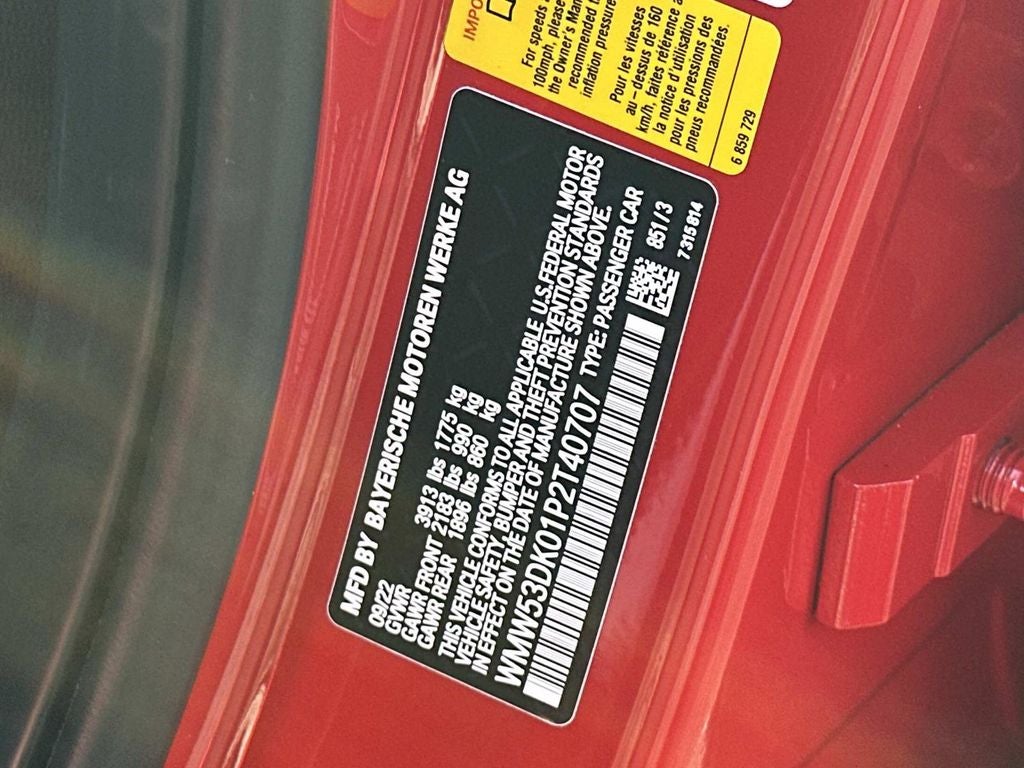 MFD BY BAYERISCHE MOTOREN WERKE AG
09/22
GVWR 3913 lbs 1775 kg
GAWR FRONT 2183 lbs 990 kg
GAWR REAR 1896 lbs 860 kg
THIS VEHICLE CONFORMS TO ALL APPLICABLE U.S.FEDERAL MOTOR
VEHICLE SAFETY, BUMPER AND THEFT PREVENTION STANDARDS
IN EFFECT ON THE DATE OF MANUFACTURE SHOWN ABOVE.
WMW53DK01P2T40707 TYPE: PASSENGER CAR
851/3
7 315 814
For speeds
100mph, please
the Owner's
recommended
inflation pressure
Pour les vitesses
au-dessus de 160
km/h, faites référence
la notice d'utilisation
pour les pressions des
pneus recommandées.
6 859 729